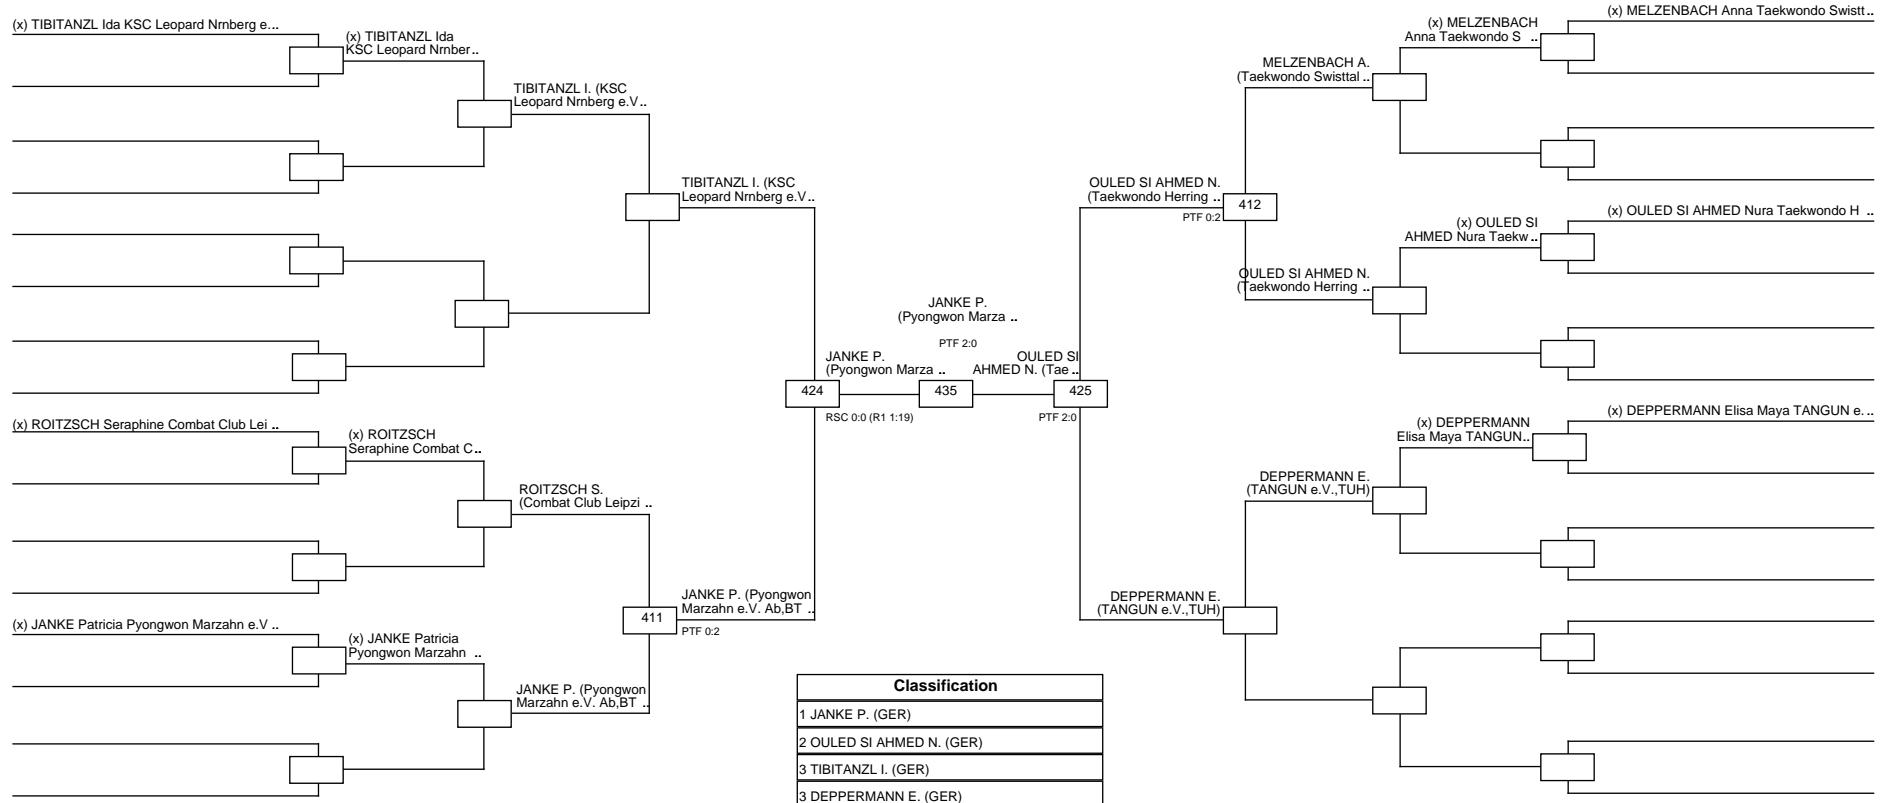 (x) TIBITANZL Ida KSC Leopard Nrnberg e...
(x) TIBITANZL Ida
KSC Leopard Nrnber..
TIBITANZL I. (KSC
Leopard Nrnberg e.V..
TIBITANZL I. (KSC
Leopard Nrnberg e.V..
(x) ROITZSCH Seraphine Combat Club Lei ..
(x) ROITZSCH
Seraphine Combat C..
ROITZSCH S.
(Combat Club Leipzi ..
(x) JANKE Patricia Pyongwon Marzahn e.V ..
(x) JANKE Patricia
Pyongwon Marzahn ..
JANKE P. (Pyongwon
Marzahn e.V. Ab,BT ..
411
JANKE P. (Pyongwon
Marzahn e.V. Ab,BT ..
PTF 0:2
424
JANKE P.
(Pyongwon Marza ..
RSC 0:0 (R1 1:19)
JANKE P.
(Pyongwon Marza ..
PTF 2:0
435
OULED SI
AHMED N. (Tae ..
425
PTF 2:0
OULED SI AHMED N.
(Taekwondo Herring ..
412
PTF 0:2
MELZENBACH A.
(Taekwondo Swisttal ..
(x) MELZENBACH
Anna Taekwondo S ..
(x) MELZENBACH Anna Taekwondo Swistt ..
OULED SI AHMED N.
(Taekwondo Herring ..
(x) OULED SI
AHMED Nura Taekw ..
(x) OULED SI AHMED Nura Taekwondo H ..
DEPPERMANN E.
(TANGUN e.V.,TUH)
DEPPERMANN E.
(TANGUN e.V.,TUH)
(x) DEPPERMANN
Elisa Maya TANGUN..
(x) DEPPERMANN Elisa Maya TANGUN e. ..
Classification
1 JANKE P. (GER)
2 OULED SI AHMED N. (GER)
3 TIBITANZL I. (GER)
3 DEPPERMANN E. (GER)